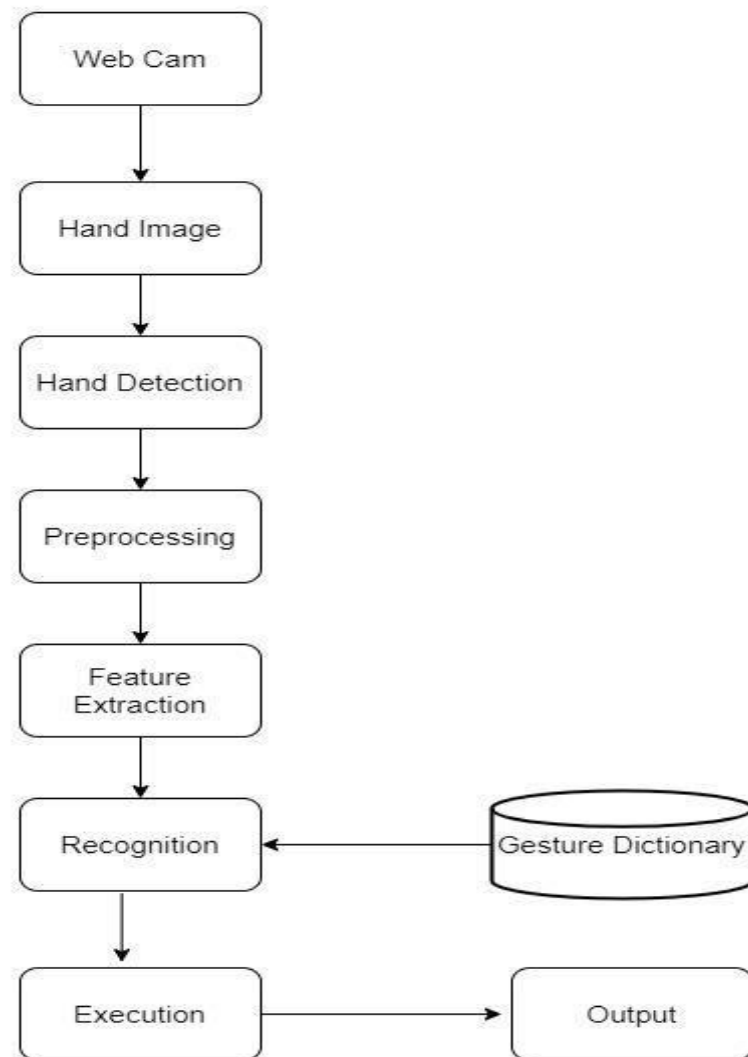 Web Cam
Hand Image
Hand Detection
Preprocessing
Feature
Extraction
Recognition
Gesture Dictionary
Execution
Output